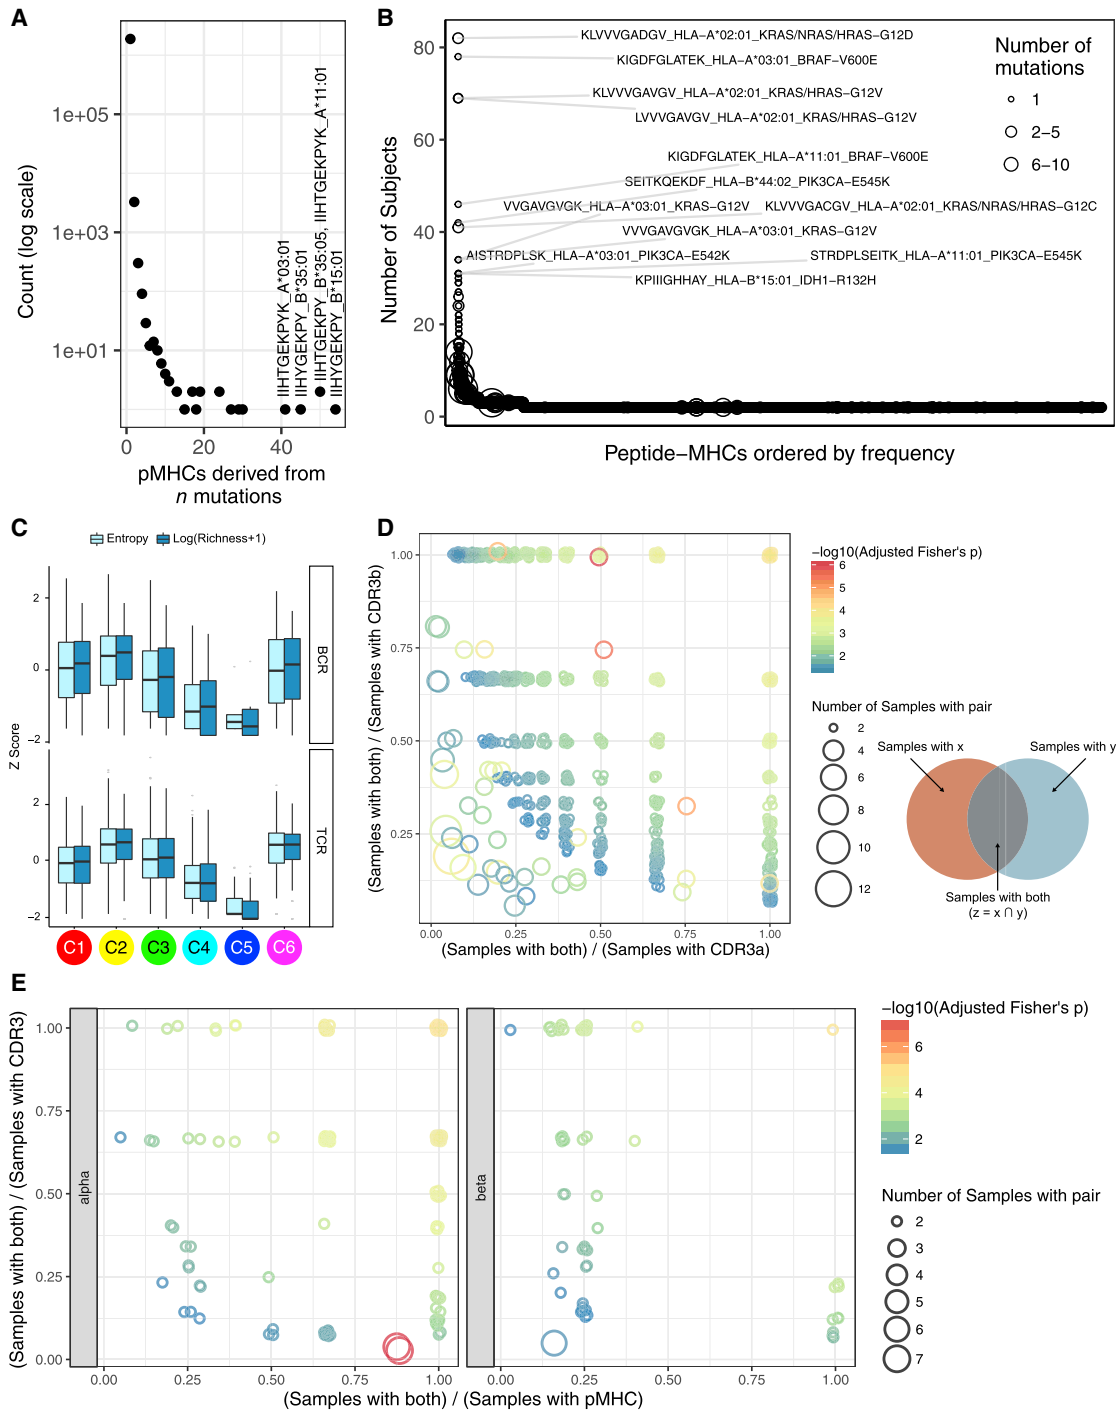 A
Count (log scale)
1e+05
1e+03
1e+01
IIHTGEKPYK_A*03:01
IIHYGEKPY_B*35:01
IIHTGEKPY_B*35:05, IIHTGEKPYK_A*11:01
IIHYGEKPY_B*15:01
0
20
40
pMHCs derived from
n mutations
B
Number of Subjects
80
60
40
20
0
KLVVVGADGV_HLA-A*02:01_KRAS/NRAS/HRAS-G12D
KIGDFGLATEK_HLA-A*03:01_BRAF-V600E
KLVVVGAVGV_HLA-A*02:01_KRAS/HRAS-G12V
LVVVGAVGV_HLA-A*02:01_KRAS/HRAS-G12V
KIGDFGLATEK_HLA-A*11:01_BRAF-V600E
SEITKQEKDF_HLA-B*44:02_PIK3CA-E545K
VVGAVGVGK_HLA-A*03:01_KRAS-G12V
KLVVVGACGV_HLA-A*02:01_KRAS/NRAS/HRAS-G12C
VVVGAVGVGK_HLA-A*03:01_KRAS-G12V
AISTRDPLSK_HLA-A*03:01_PIK3CA-E542K
STRDPLSEITK_HLA-A*11:01_PIK3CA-E545K
KPIIIGHHAY_HLA-B*15:01_IDH1-R132H
Number of
mutations
1
2-5
6-10
Peptide-MHCs ordered by frequency
C
Entropy
Log(Richness+1)
Z Score
2
0
-2
BCR
2
0
-2
TCR
C1
C2
C3
C4
C5
C6
D
(Samples with both) / (Samples with CDR3b)
1.00
0.75
0.50
0.25
0.00
0.25
0.50
0.75
1.00
(Samples with both) / (Samples with CDR3a)
-log10(Adjusted Fisher's p)
6
5
4
3
2
Number of Samples with pair
2
4
6
8
10
12
Samples with x
Samples with y
Samples with both
(z = x ∩ y)
E
(Samples with both) / (Samples with CDR3)
1.00
0.75
0.50
0.25
0.00
alpha
beta
0.00
0.25
0.50
0.75
1.00
0.00
0.25
0.50
0.75
1.00
(Samples with both) / (Samples with pMHC)
-log10(Adjusted Fisher's p)
6
4
2
Number of Samples with pair
2
3
4
5
6
7